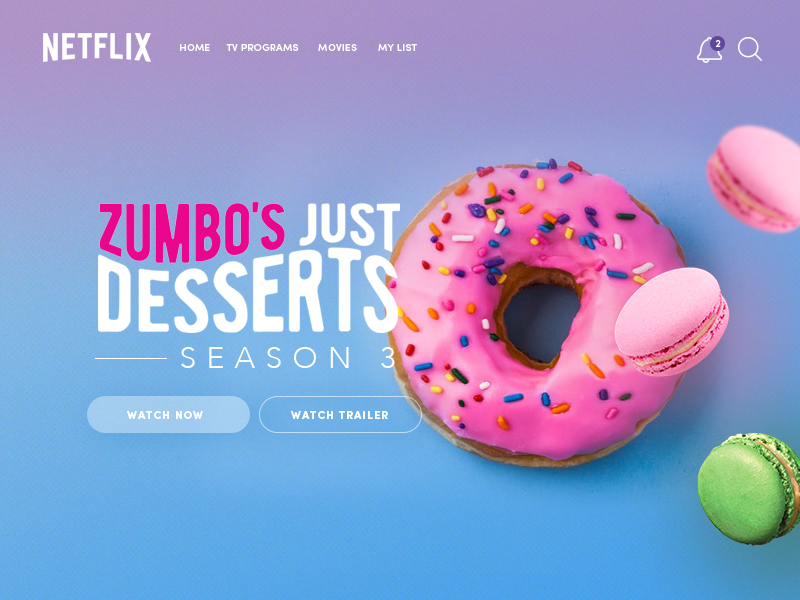 NETFLIX HOME TV PROGRAMS MOVIES MY LIST 2
ZUMBO'S JUST
DESSERTS
SEASON 3
WATCH NOW WATCH TRAILER